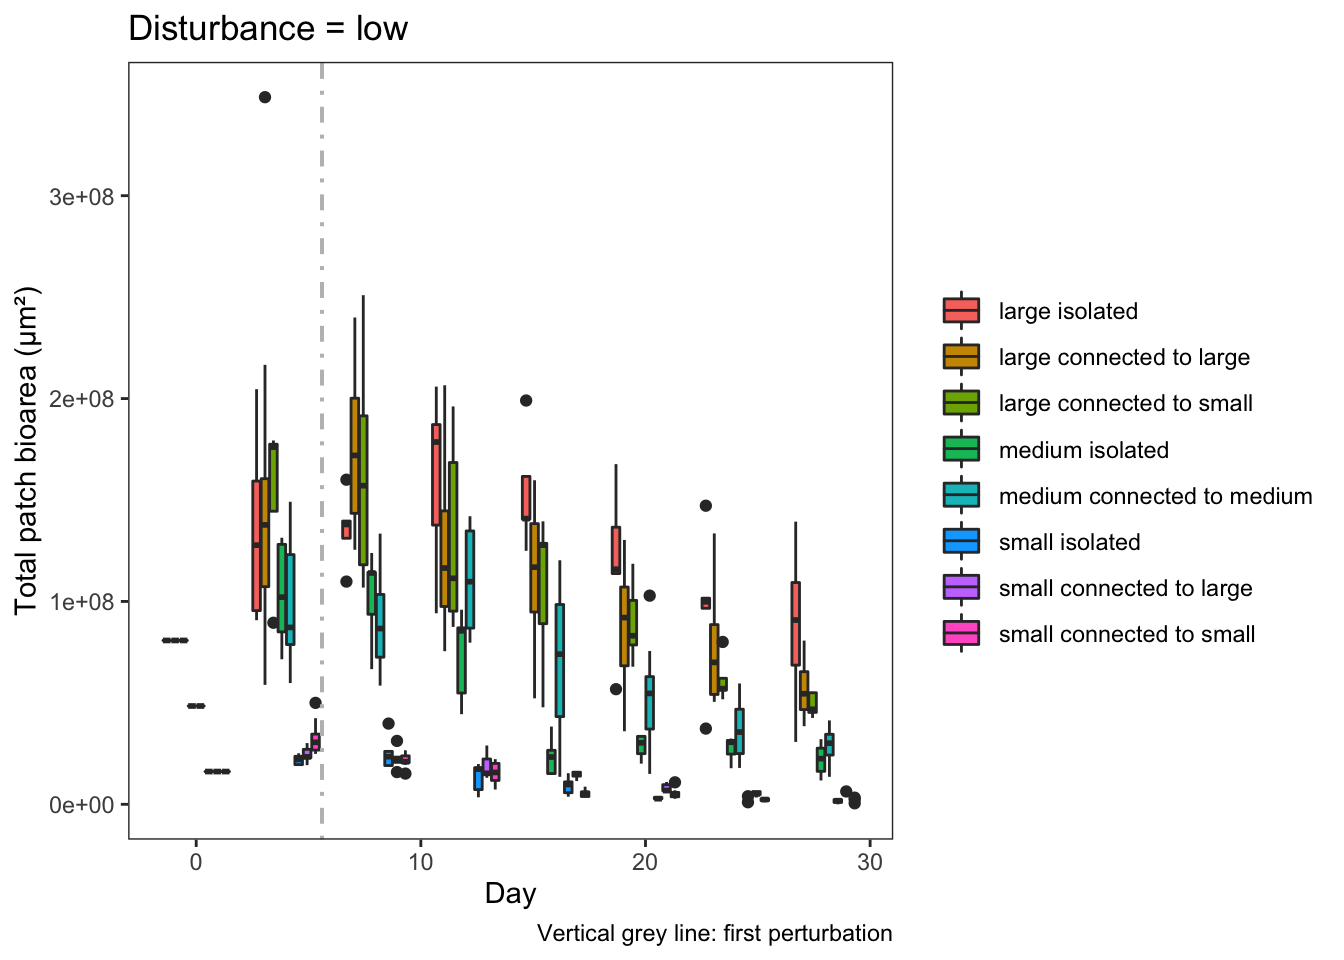 Disturbance = low
Total patch bioarea (µm²)
3e+08
2e+08
1e+08
0e+00
0
10
20
30
Day
Vertical grey line: first perturbation
large isolated
large connected to large
large connected to small
medium isolated
medium connected to medium
small isolated
small connected to large
small connected to small